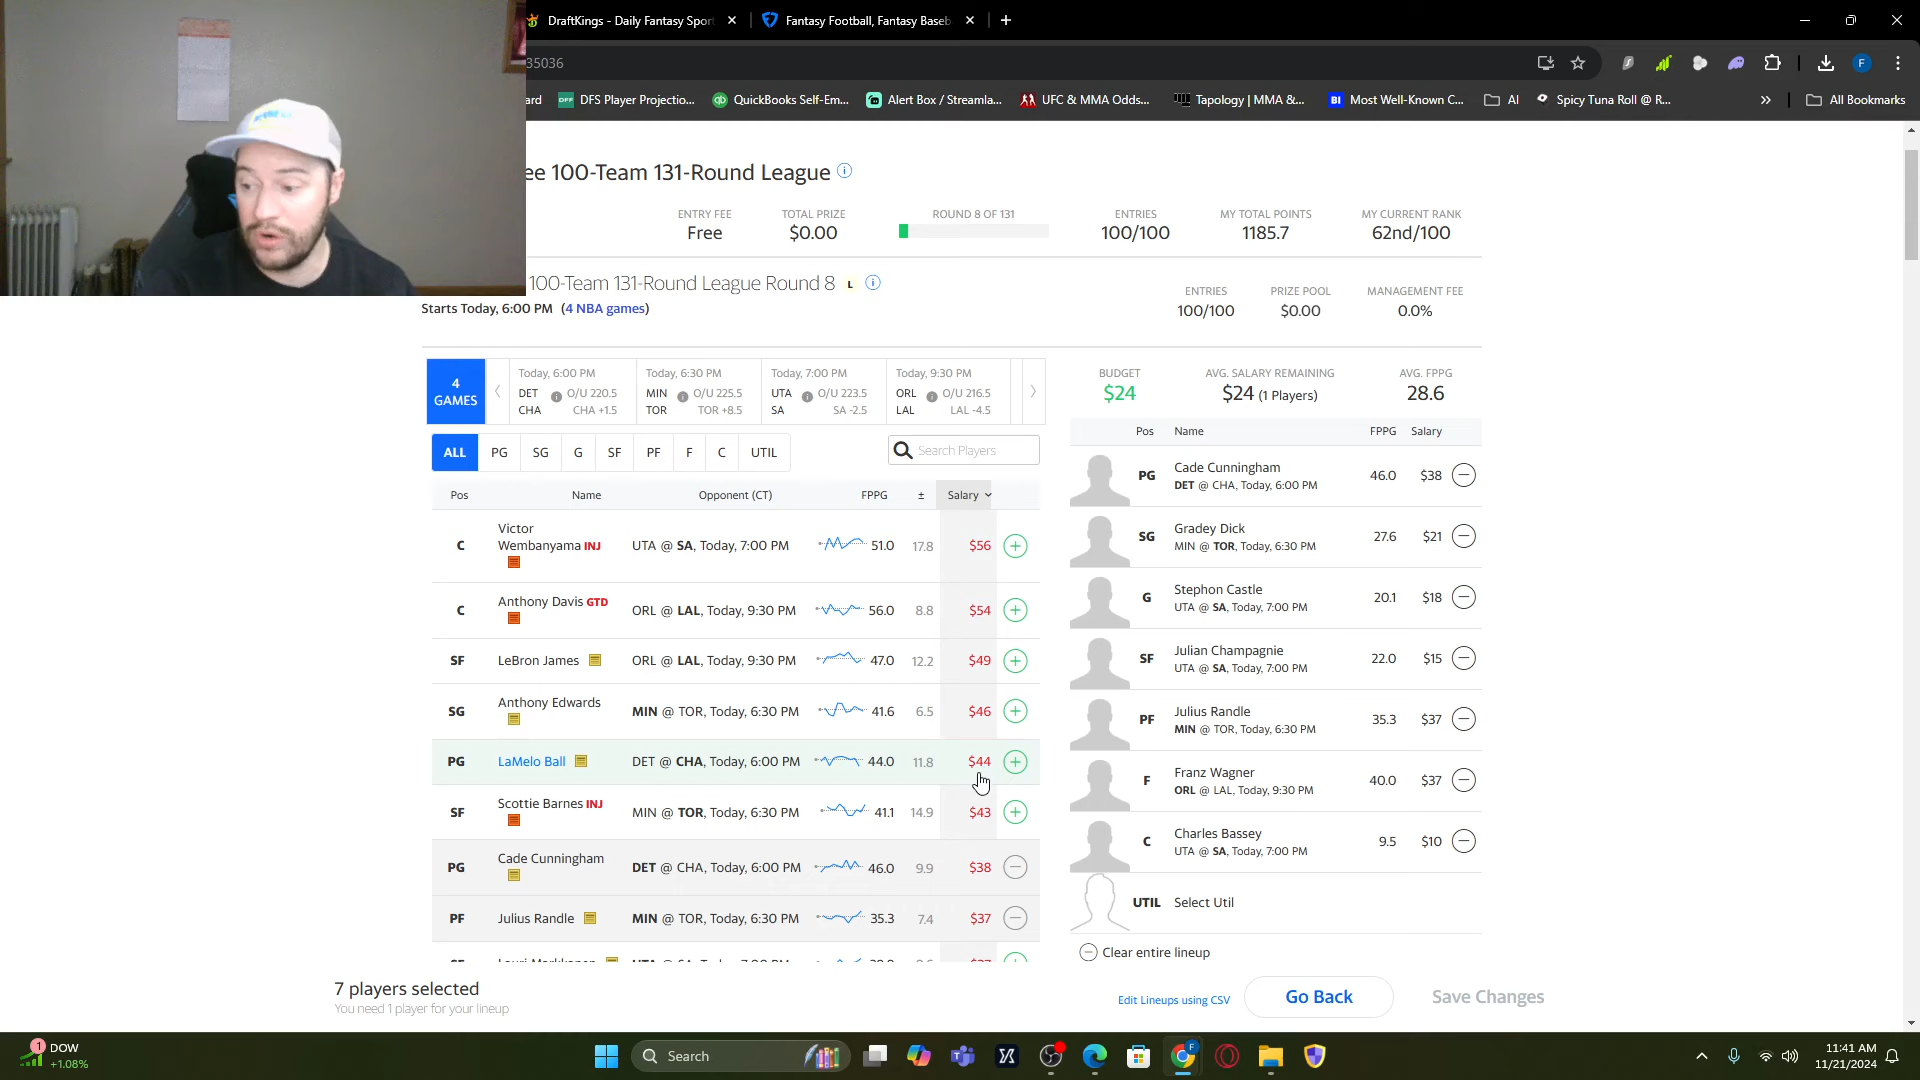 DraftKings - Daily Fantasy Sport
Fantasy Football, Fantasy Baseb
35036
ard
DFS Player Projectio...
QuickBooks Self-Em...
Alert Box / Streamla...
UFC & MMA Odds...
Tapology | MMA &...
Most Well-Known C...
AI
Spicy Tuna Roll @ R...
All Bookmarks
ee 100-Team 131-Round League
ENTRY FEE
TOTAL PRIZE
ROUND 8 OF 131
ENTRIES
MY TOTAL POINTS
MY CURRENT RANK
Free
$0.00
100/100
1185.7
62nd/100
100-Team 131-Round League Round 8 L
Starts Today, 6:00 PM (4 NBA games)
ENTRIES
PRIZE POOL
MANAGEMENT FEE
100/100
$0.00
0.0%
4 GAMES
Today, 6:00 PM
DET O/U 220.5
CHA CHA +1.5
Today, 6:30 PM
MIN O/U 225.5
TOR TOR +8.5
Today, 7:00 PM
UTA O/U 223.5
SA SA -2.5
Today, 9:30 PM
ORL O/U 216.5
LAL LAL -4.5
ALL PG SG G SF PF F C UTIL
Search Players
Pos Name Opponent (CT) FPPG ± Salary
C Victor Wembanyama INJ UTA @ SA, Today, 7:00 PM 51.0 17.8 $56
C Anthony Davis GTD ORL @ LAL, Today, 9:30 PM 56.0 8.8 $54
SF LeBron James ORL @ LAL, Today, 9:30 PM 47.0 12.2 $49
SG Anthony Edwards MIN @ TOR, Today, 6:30 PM 41.6 6.5 $46
PG LaMelo Ball DET @ CHA, Today, 6:00 PM 44.0 11.8 $44
SF Scottie Barnes INJ MIN @ TOR, Today, 6:30 PM 41.1 14.9 $43
PG Cade Cunningham DET @ CHA, Today, 6:00 PM 46.0 9.9 $38
PF Julius Randle MIN @ TOR, Today, 6:30 PM 35.3 7.4 $37
BUDGET
$24
AVG. SALARY REMAINING
$24 (1 Players)
AVG. FPPG
28.6
Pos Name FPPG Salary
PG Cade Cunningham 46.0 $38
DET @ CHA, Today, 6:00 PM
SG Gradey Dick 27.6 $21
MIN @ TOR, Today, 6:30 PM
G Stephon Castle 20.1 $18
UTA @ SA, Today, 7:00 PM
SF Julian Champagnie 22.0 $15
UTA @ SA, Today, 7:00 PM
PF Julius Randle 35.3 $37
MIN @ TOR, Today, 6:30 PM
F Franz Wagner 40.0 $37
ORL @ LAL, Today, 9:30 PM
C Charles Bassey 9.5 $10
UTA @ SA, Today, 7:00 PM
UTIL Select Util
Clear entire lineup
7 players selected
You need 1 player for your lineup
Edit Lineups using CSV
Go Back
Save Changes
1 DOW
+1.08%
Search
11:41 AM
11/21/2024